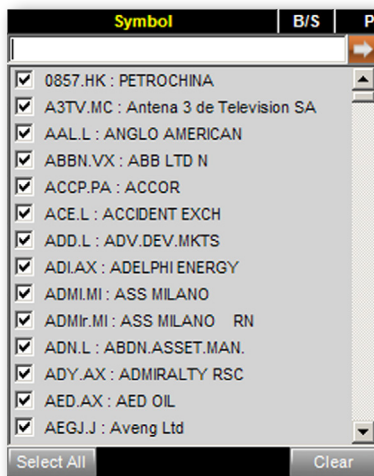 Symbol B/S P
0857.HK : PETROCHINA
A3TV.MC : Antena 3 de Television SA
AAL.L : ANGLO AMERICAN
ABBN.VX : ABB LTD N
ACCP.PA : ACCOR
ACE.L : ACCIDENT EXCH
ADD.L : ADV.DEV.MKTS
ADI.AX : ADELPHI ENERGY
ADMI.MI : ASS MILANO
ADMIr.MI : ASS MILANO RN
ADN.L : ABDN.ASSET.MAN.
ADY.AX : ADMIRALTY RSC
AED.AX : AED OIL
AEGJ.J : Aveng Ltd
Select All Clear